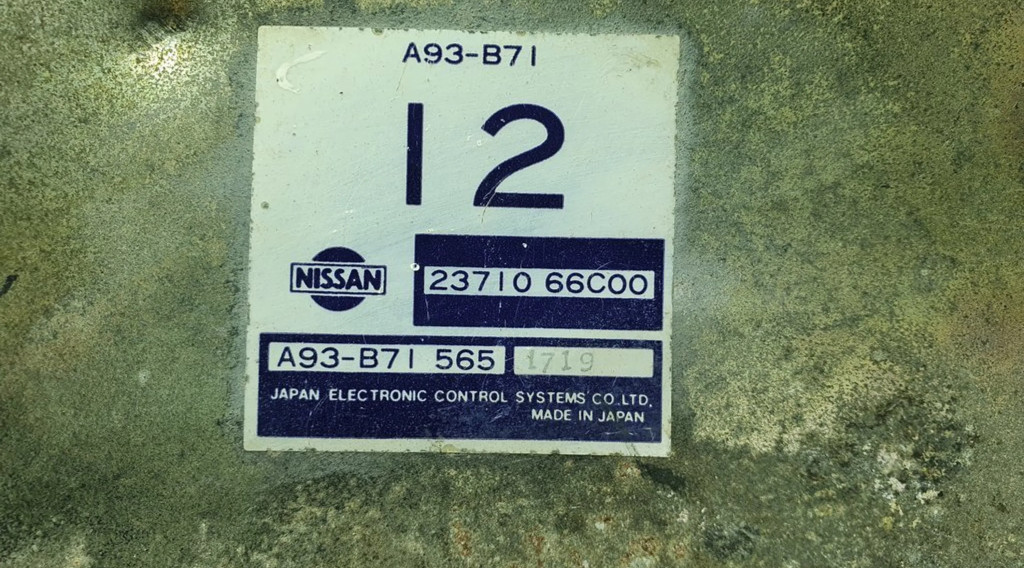 A93-B71
12
NISSAN
23710 66C00
A93-B71 565 1719
JAPAN ELECTRONIC CONTROL SYSTEMS CO. LTD.
MADE IN JAPAN